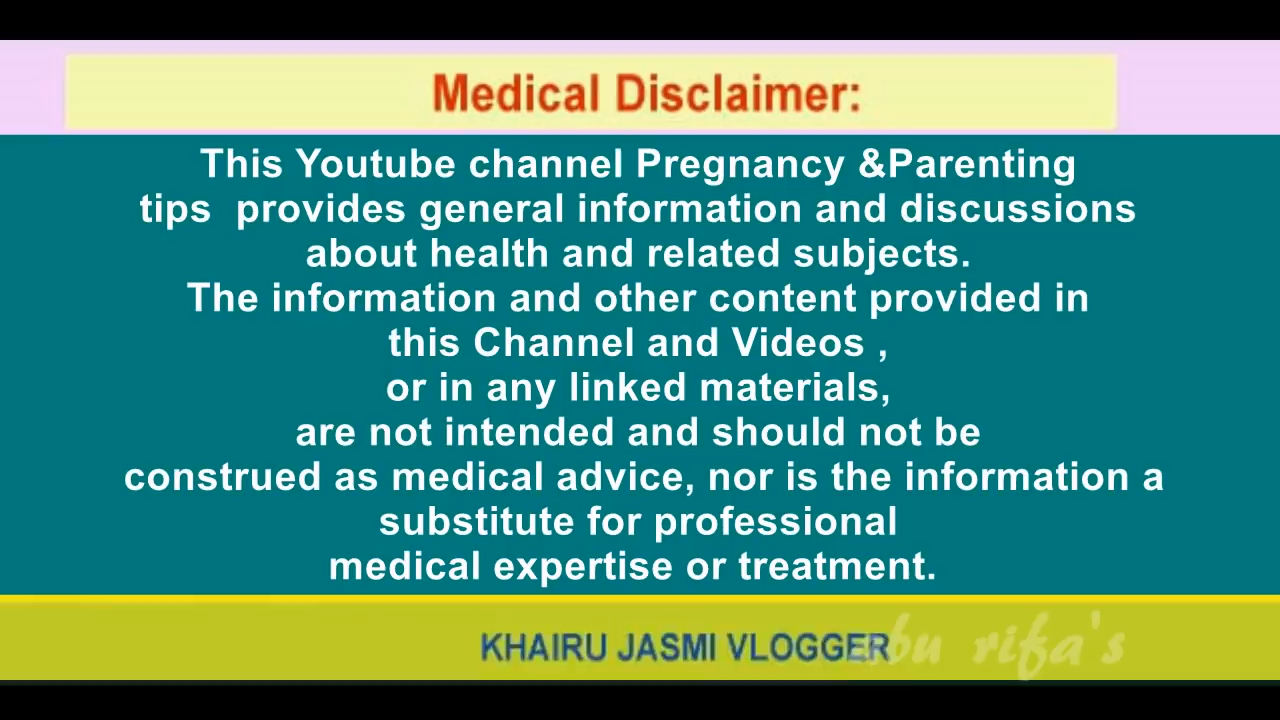 Medical Disclaimer:
This Youtube channel Pregnancy &Parenting
tips  provides general information and discussions
about health and related subjects.
The information and other content provided in
this Channel and Videos ,
or in any linked materials,
are not intended and should not be
construed as medical advice, nor is the information a
substitute for professional
medical expertise or treatment.
KHAIRU JASMI VLOGGER
abu rifa's